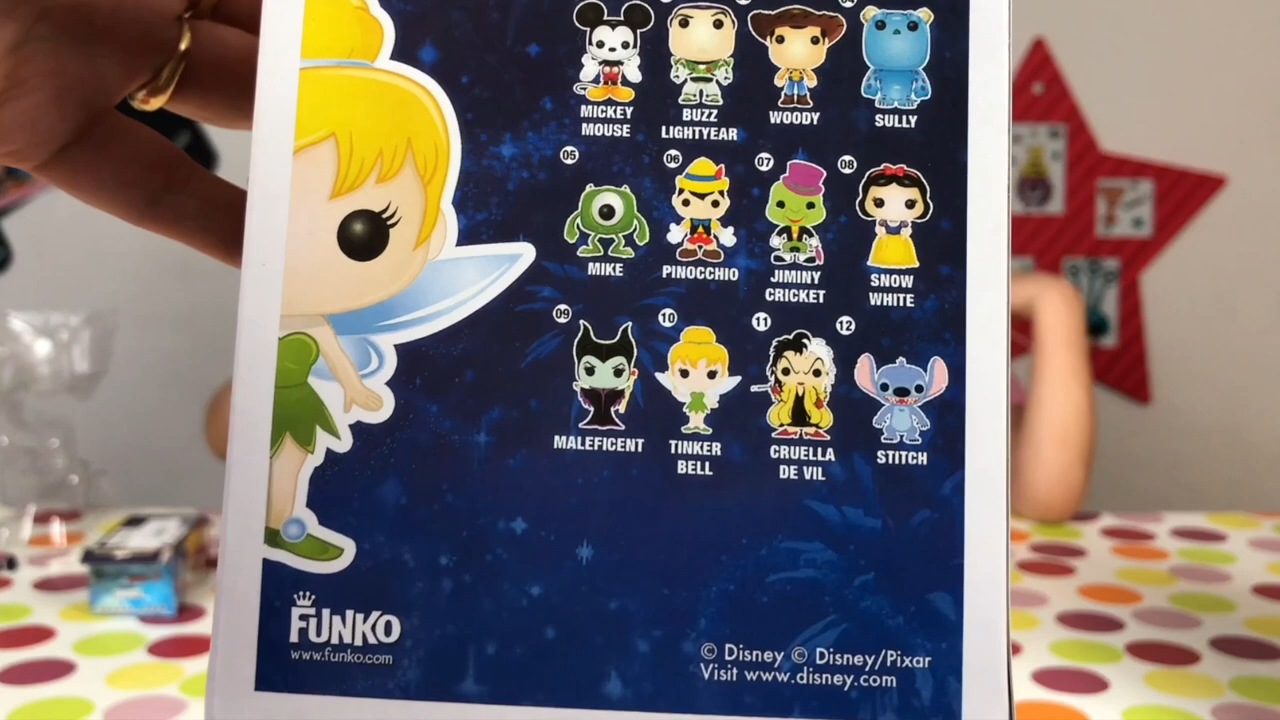 MICKEY
MOUSE
BUZZ
LIGHTYEAR
WOODY
SULLY
05
06
07
08
MIKE
PINOCCHIO
JIMINY
CRICKET
SNOW
WHITE
09
10
11
12
MALEFICENT
TINKER
BELL
CRUELLA
DE VIL
STITCH
FUNKO
www.funko.com
© Disney © Disney/Pixar
Visit www.disney.com